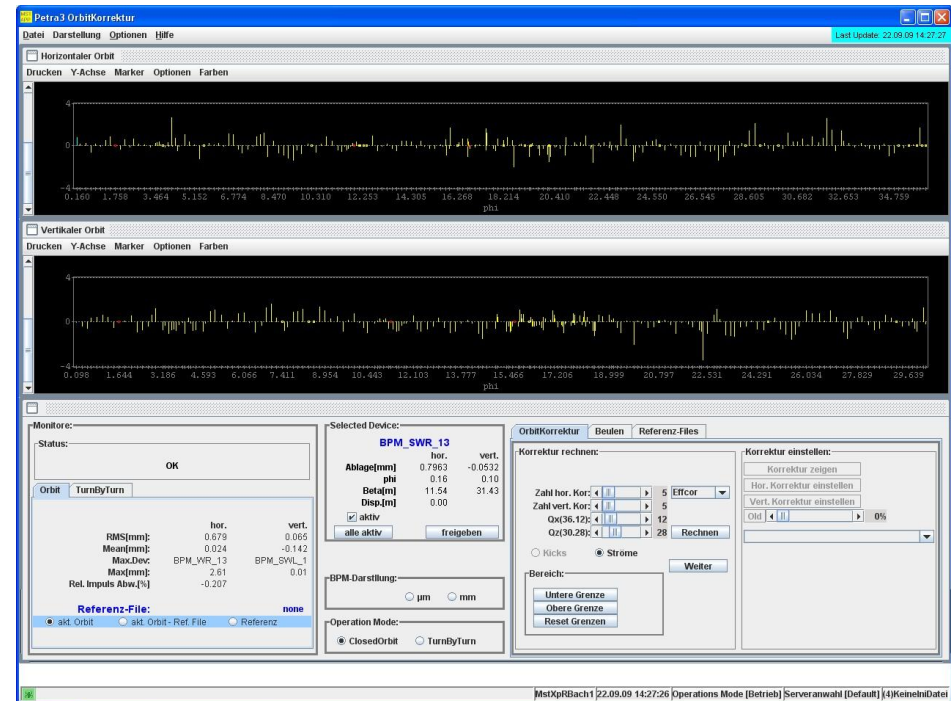 Petra3 OrbitKorrektur
Datei Darstellung Optionen Hilfe
Last Update: 22.09.09 14:27:27
Horizontaler Orbit
Drucken Y-Achse Marker Optionen Farben
4
0
-4
0.160 1.758 3.464 5.152 6.774 8.470 10.310 12.253 14.305 16.268 18.214 20.410 22.448 24.550 26.545 28.605 30.682 32.653 34.759
phi
Vertikaler Orbit
Drucken Y-Achse Marker Optionen Farben
4
0
-4
0.098 1.644 3.186 4.593 6.066 7.411 8.954 10.443 12.103 13.777 15.466 17.206 18.999 20.797 22.531 24.291 26.034 27.829 29.639
phi
Monitore:
Status:
OK
Orbit TurnByTurn
hor. vert.
RMS[mm]: 0.679 0.065
Mean[mm]: 0.024 -0.142
Max.Dev: BPM_WR_13 BPM_SWL_1
Max[mm]: 2.61 0.01
Rel. Impuls Abw.[%] -0.207
Referenz-File: none
akt. Orbit akt. Orbit - Ref. File Referenz
Selected Device:
BPM_SWR_13
hor. vert.
Ablage[mm] 0.7963 -0.0532
phi 0.16 0.10
Beta[m] 11.54 31.43
Disp.[m] 0.00
aktiv
alle aktiv freigeben
BPM-Darstllung:
µm mm
Operation Mode:
ClosedOrbit TurnByTurn
OrbitKorrektur Beulen Referenz-Files
Korrektur rechnen:
Zahl hor. Kor: 5 Effcor
Zahl vert. Kor: 5
Qx(36.12): 12
Qz(30.28): 28 Rechnen
Kicks Ströme
Weiter
Bereich:
Untere Grenze
Obere Grenze
Reset Grenzen
Korrektur einstellen:
Korrektur zeigen
Hor. Korrektur einstellen
Vert. Korrektur einstellen
Old 0%
MstXpRBach1 22.09.09 14:27:26 Operations Mode [Betrieb] Serveranwahl [Default] (4)KeineIniDatei